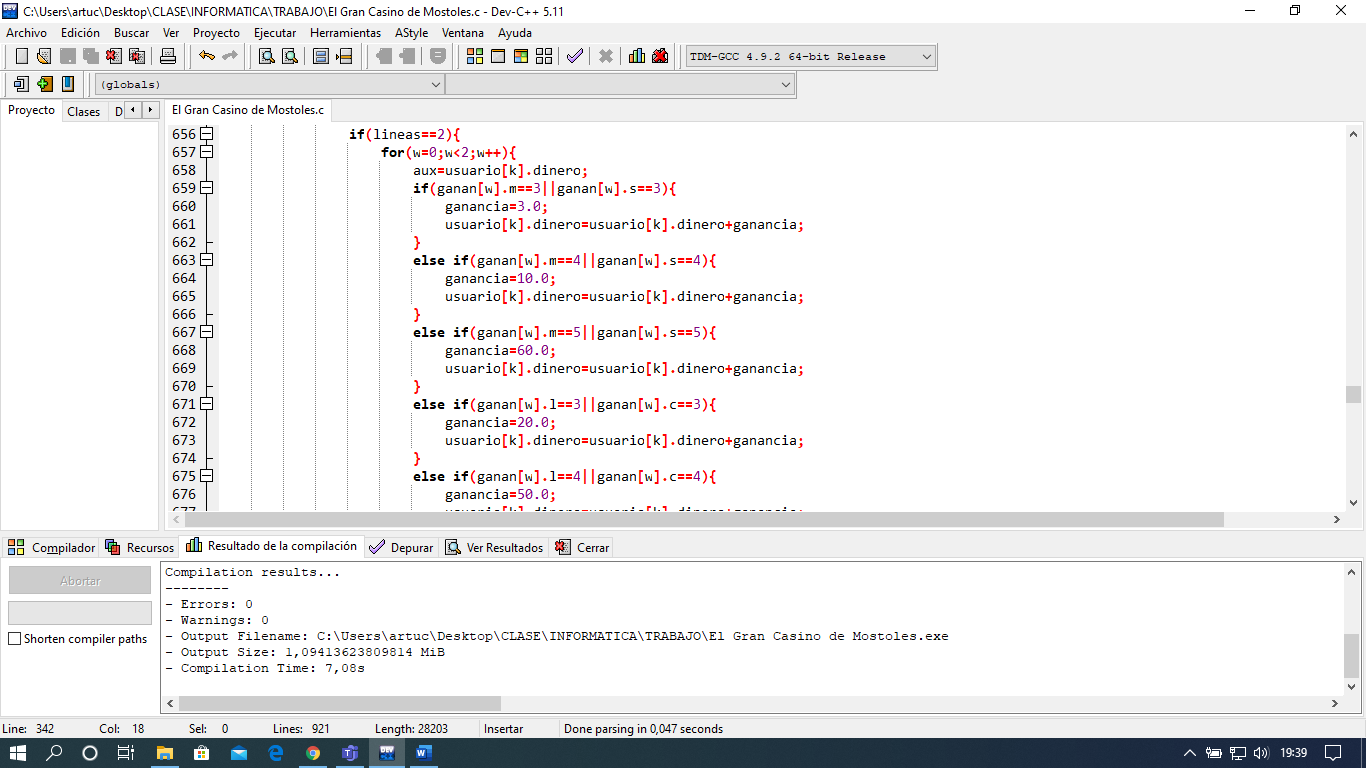 C:\Users\artuc\Desktop\CLASE\INFORMATICA\TRABAJO\El Gran Casino de Mostoles.c - Dev-C++ 5.11
Archivo Edición Buscar Ver Proyecto Ejecutar Herramientas AStyle Ventana Ayuda
TDM-GCC 4.9.2 64-bit Release
(globals)
Proyecto Clases D
El Gran Casino de Mostoles.c
656 if(lineas==2){
657 for(w=0;w<2;w++){
658 aux=usuario[k].dinero;
659 if(ganan[w].m==3||ganan[w].s==3){
660 ganancia=3.0;
661 usuario[k].dinero=usuario[k].dinero+ganancia;
662 }
663 else if(ganan[w].m==4||ganan[w].s==4){
664 ganancia=10.0;
665 usuario[k].dinero=usuario[k].dinero+ganancia;
666 }
667 else if(ganan[w].m==5||ganan[w].s==5){
668 ganancia=60.0;
669 usuario[k].dinero=usuario[k].dinero+ganancia;
670 }
671 else if(ganan[w].l==3||ganan[w].c==3){
672 ganancia=20.0;
673 usuario[k].dinero=usuario[k].dinero+ganancia;
674 }
675 else if(ganan[w].l==4||ganan[w].c==4){
676 ganancia=50.0;
677 usuario[k].dinero=usuario[k].dinero+ganancia;
Compilador Recursos Resultado de la compilación Depurar Ver Resultados Cerrar
Abortar
Shorten compiler paths
Compilation results...
--------
- Errors: 0
- Warnings: 0
- Output Filename: C:\Users\artuc\Desktop\CLASE\INFORMATICA\TRABAJO\El Gran Casino de Mostoles.exe
- Output Size: 1,09413623809814 MiB
- Compilation Time: 7,08s
Line: 342 Col: 18 Sel: 0 Lines: 921 Length: 28203 Insertar Done parsing in 0,047 seconds
19:39